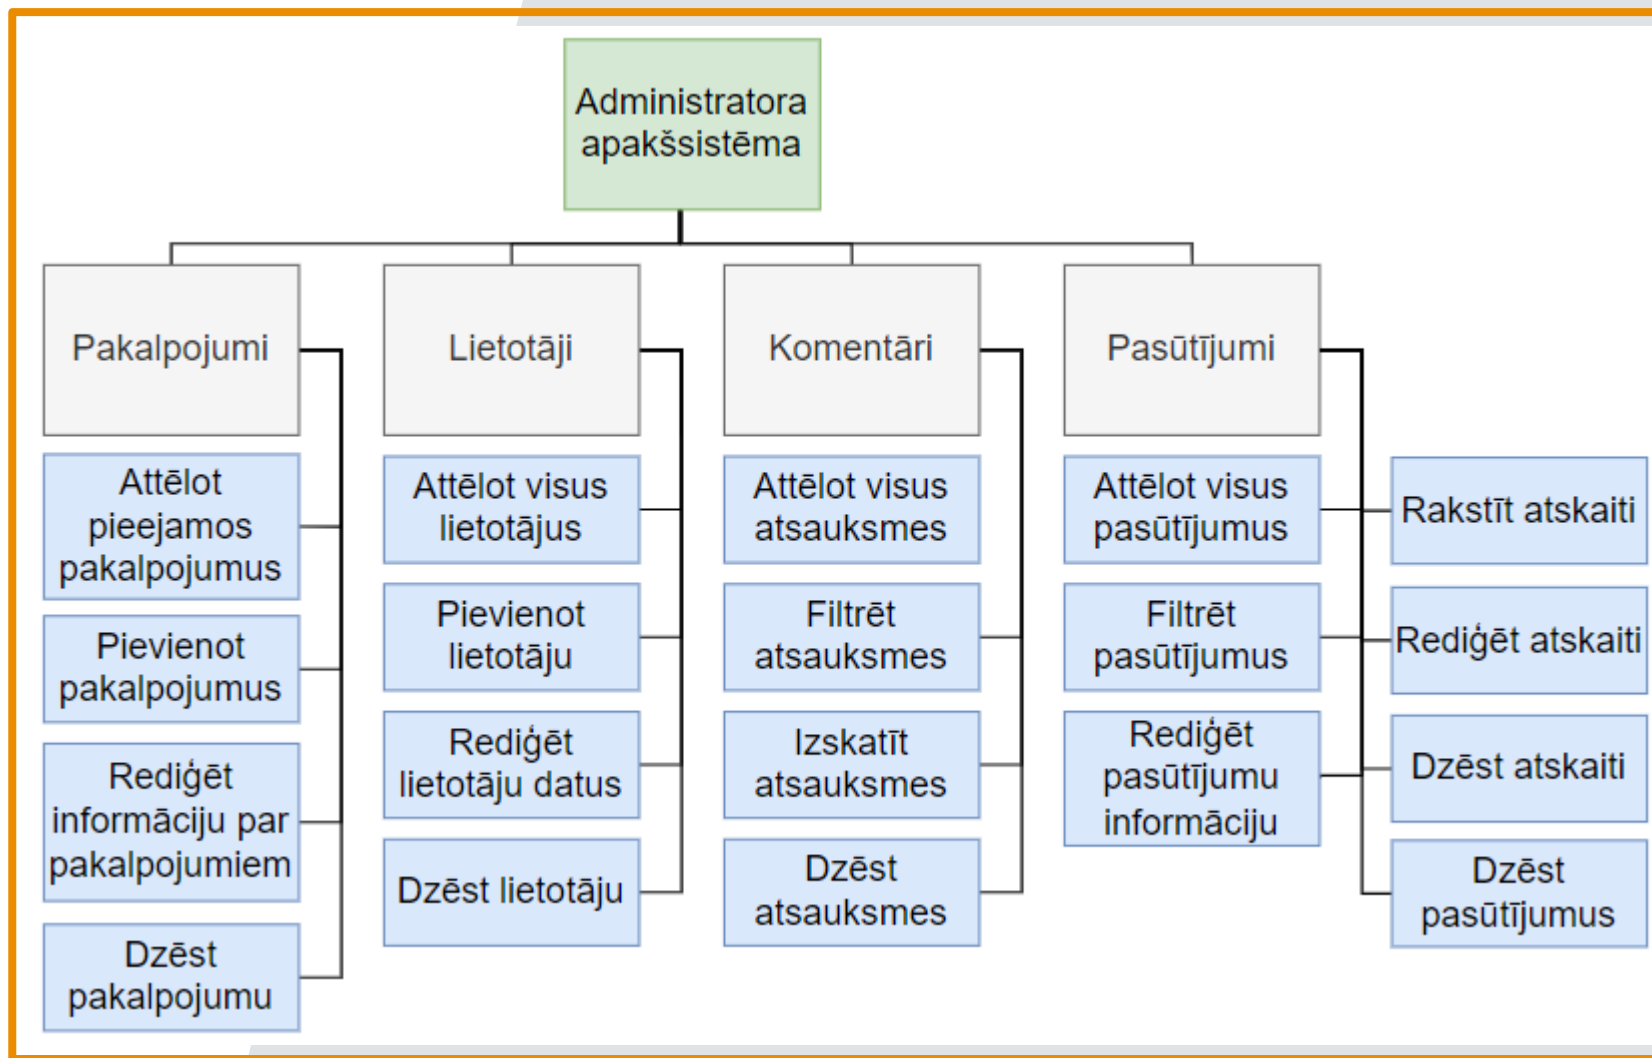 Administratora
apakšsistēma
Pakalpojumi
Attēlot
pieejamos
pakalpojumus
Pievienot
pakalpojumus
Rediģēt
informāciju par
pakalpojumiem
Dzēst
pakalpojumu
Lietotāji
Attēlot visus
lietotājus
Pievienot
lietotāju
Rediģēt
lietotāju datus
Dzēst lietotāju
Komentāri
Attēlot visus
atsauksmes
Filtrēt
atsauksmes
Izskatīt
atsauksmes
Dzēst
atsauksmes
Pasūtījumi
Attēlot visus
pasūtījumus
Filtrēt
pasūtījumus
Rediģēt
pasūtījumu
informāciju
Rakstīt atskaiti
Rediģēt atskaiti
Dzēst atskaiti
Dzēst
pasūtījumus